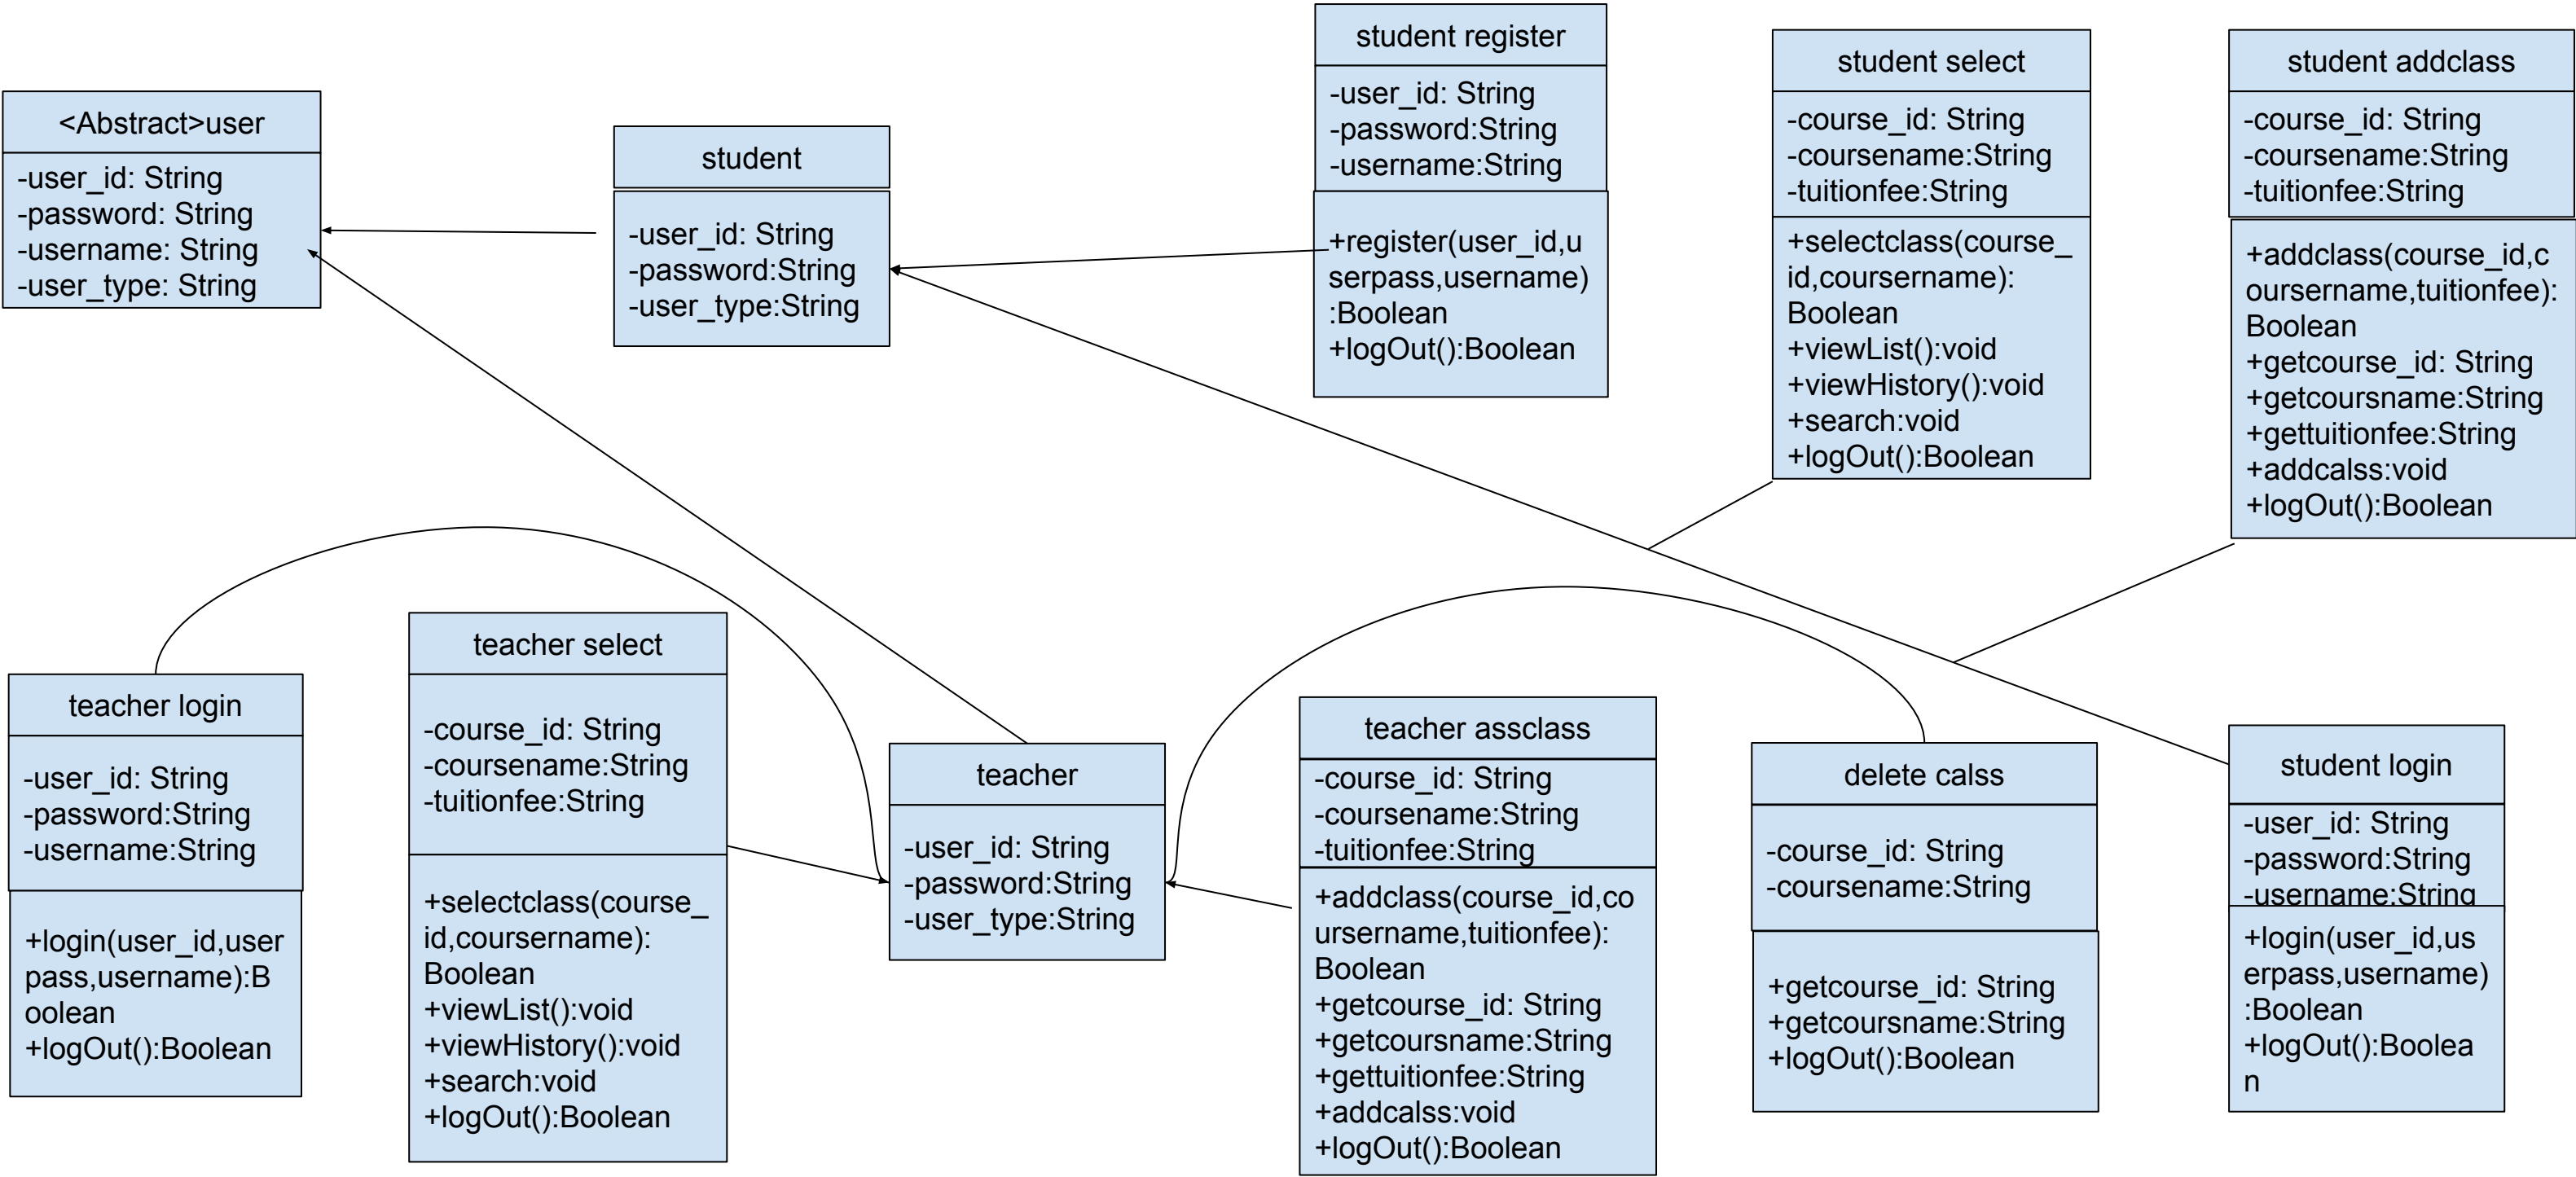 <Abstract>user
-user_id: String
-password: String
-username: String
-user_type: String
student
-user_id: String
-password:String
-user_type:String
student register
-user_id: String
-password:String
-username:String
+register(user_id,u
serpass,username)
:Boolean
+logOut():Boolean
student select
-course_id: String
-coursename:String
-tuitionfee:String
+selectclass(course_
id,coursername):
Boolean
+viewList():void
+viewHistory():void
+search:void
+logOut():Boolean
student addclass
-course_id: String
-coursename:String
-tuitionfee:String
+addclass(course_id,c
oursername,tuitionfee):
Boolean
+getcourse_id: String
+getcoursname:String
+gettuitionfee:String
+addcalss:void
+logOut():Boolean
teacher login
-user_id: String
-password:String
-username:String
+login(user_id,user
pass,username):B
oolean
+logOut():Boolean
teacher select
-course_id: String
-coursename:String
-tuitionfee:String
+selectclass(course_
id,coursername):
Boolean
+viewList():void
+viewHistory():void
+search:void
+logOut():Boolean
teacher
-user_id: String
-password:String
-user_type:String
teacher assclass
-course_id: String
-coursename:String
-tuitionfee:String
+addclass(course_id,co
ursername,tuitionfee):
Boolean
+getcourse_id: String
+getcoursname:String
+gettuitionfee:String
+addcalss:void
+logOut():Boolean
delete calss
-course_id: String
-coursename:String
+getcourse_id: String
+getcoursname:String
+logOut():Boolean
student login
-user_id: String
-password:String
-username:String
+login(user_id,us
erpass,username)
:Boolean
+logOut():Boolea
n